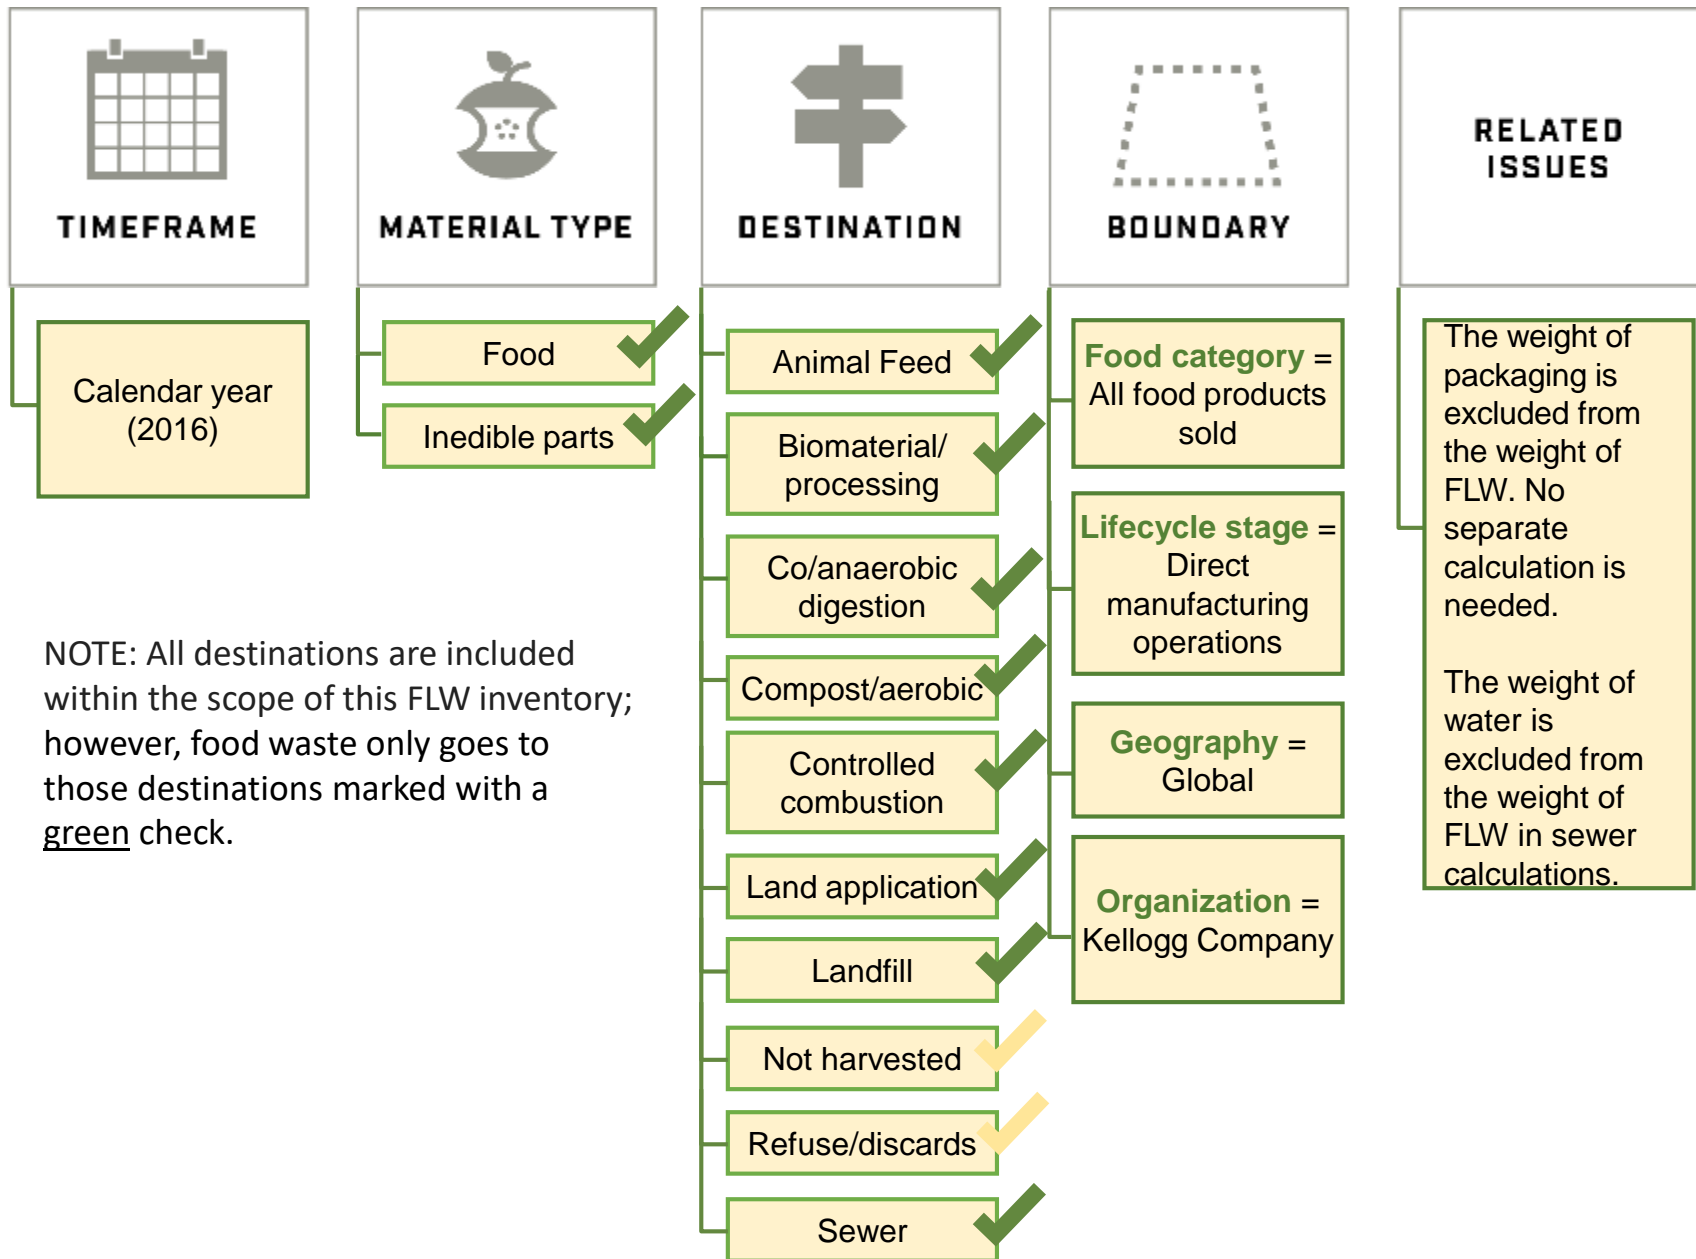 TIMEFRAME
Calendar year
(2016)
MATERIAL TYPE
Food
Inedible parts
DESTINATION
Animal Feed
Biomaterial/
processing
Co/anaerobic
digestion
Compost/aerobic
Controlled
combustion
Land application
Landfill
Not harvested
Refuse/discards
Sewer
BOUNDARY
Food category =
All food products
sold
Lifecycle stage =
Direct
manufacturing
operations
Geography =
Global
Organization =
Kellogg Company
RELATED
ISSUES
The weight of
packaging is
excluded from
the weight of
FLW. No
separate
calculation is
needed.
The weight of
water is
excluded from
the weight of
FLW in sewer
calculations.
NOTE: All destinations are included
within the scope of this FLW inventory;
however, food waste only goes to
those destinations marked with a
green check.